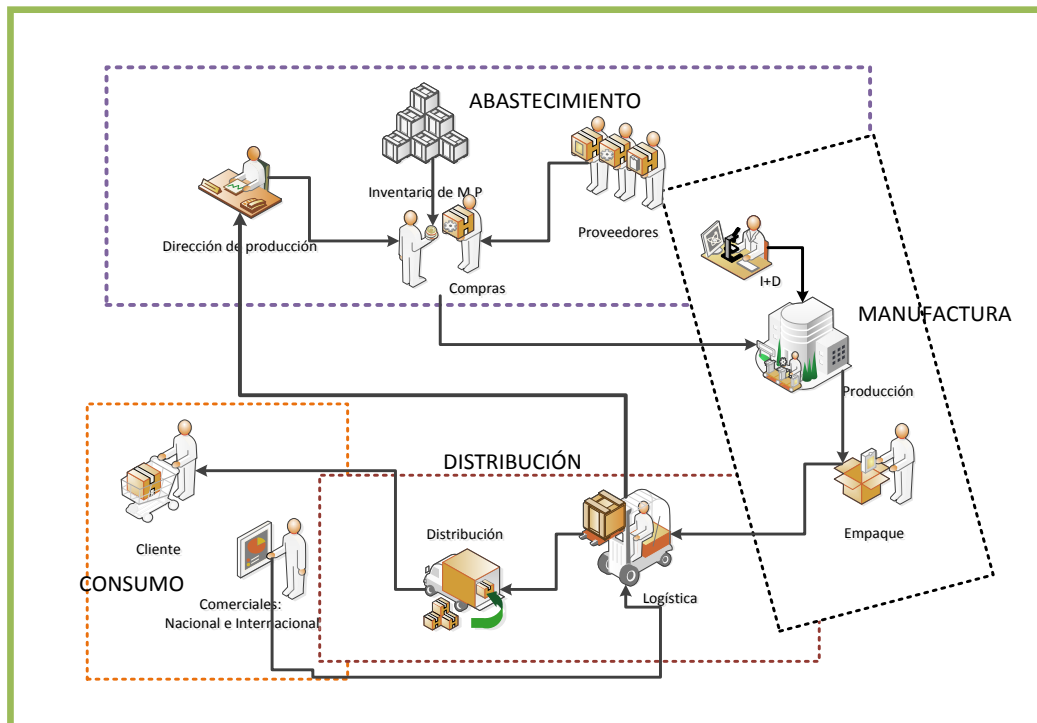 ABASTECIMIENTO
Inventario de M.P
Dirección de producción
Proveedores
Compras
I+D
MANUFACTURA
Producción
DISTRIBUCIÓN
Empaque
Distribución
Cliente
CONSUMO
Logística
Comerciales:
Nacional e Internacional